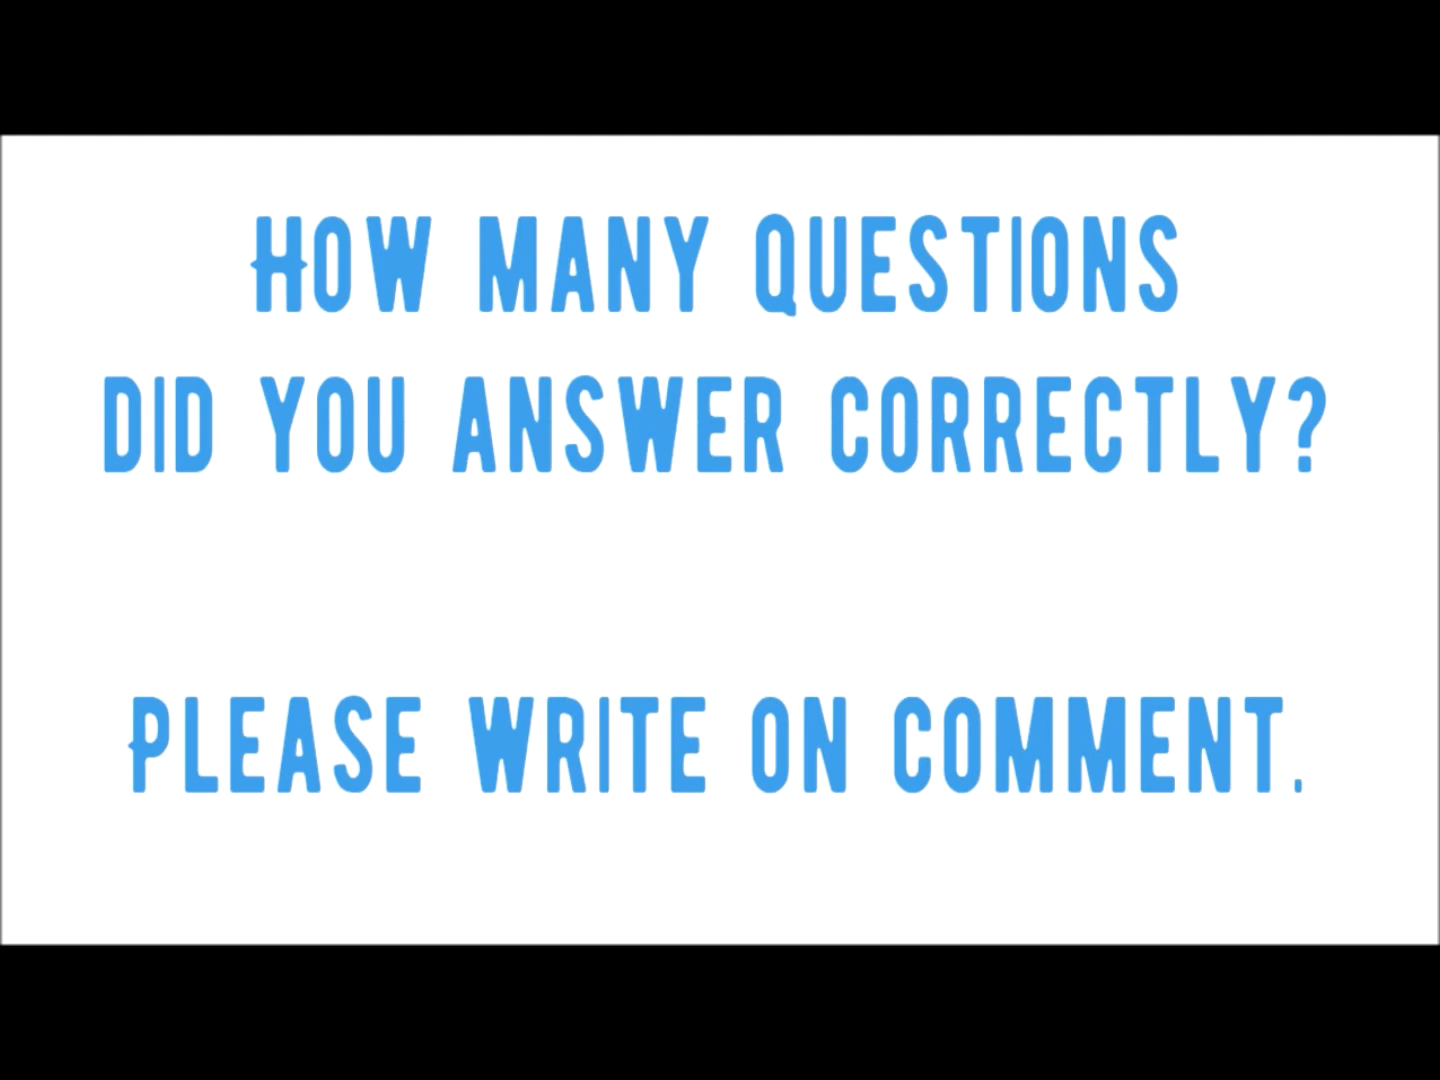 How many questions
did you answer correctly?
Please write on comment.